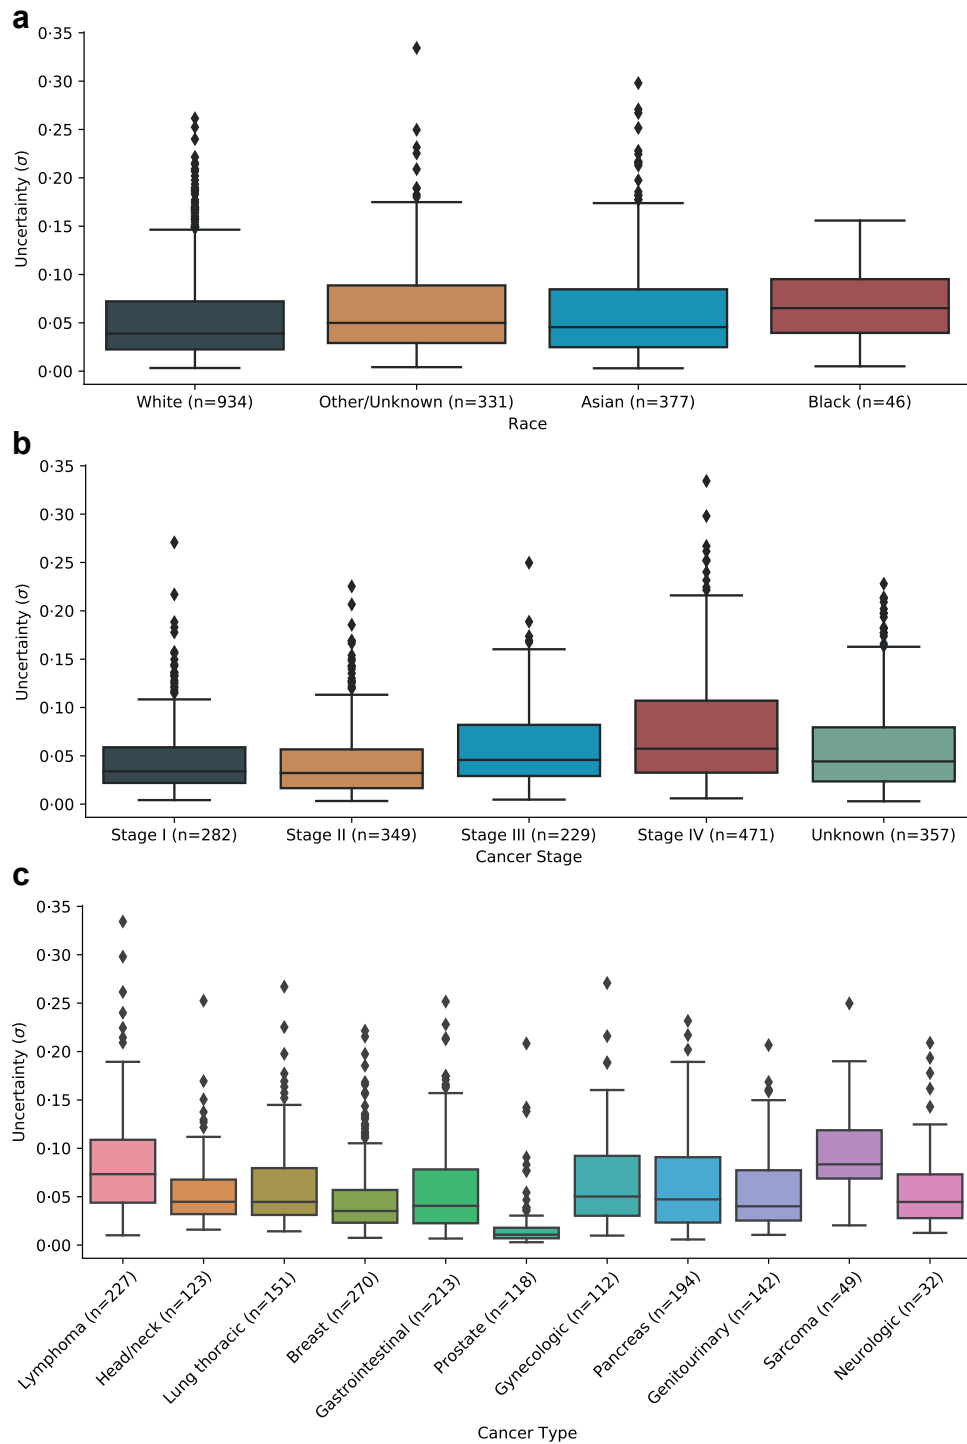 a
0·35
0·30
0·25
0·20
0·15
0·10
0·05
0·00
Uncertainty (σ)
White (n=934) Other/Unknown (n=331) Asian (n=377) Black (n=46)
Race
b
0·35
0·30
0·25
0·20
0·15
0·10
0·05
0·00
Uncertainty (σ)
Stage I (n=282) Stage II (n=349) Stage III (n=229) Stage IV (n=471) Unknown (n=357)
Cancer Stage
c
0·35
0·30
0·25
0·20
0·15
0·10
0·05
0·00
Uncertainty (σ)
Lymphoma (n=227)
Head/neck (n=123)
Lung thoracic (n=151)
Breast (n=270)
Gastrointestinal (n=213)
Prostate (n=118)
Gynecologic (n=112)
Pancreas (n=194)
Genitourinary (n=142)
Sarcoma (n=49)
Neurologic (n=32)
Cancer Type